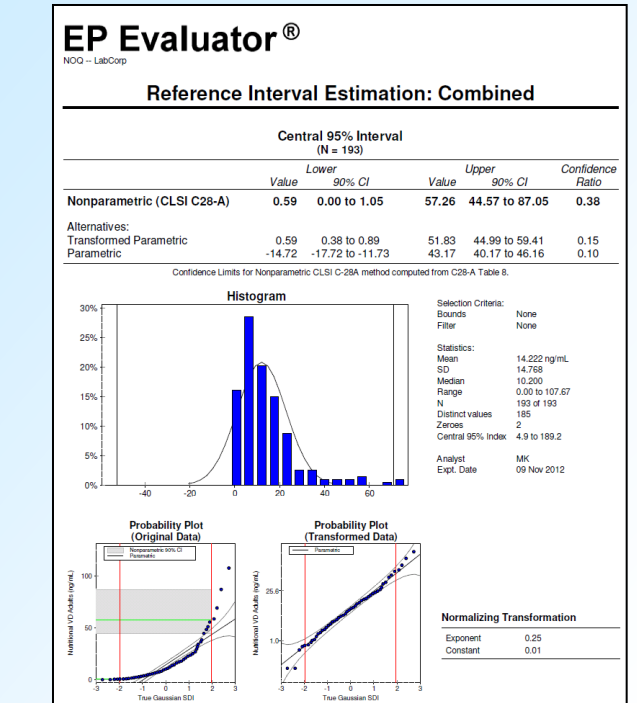 EP Evaluator ®
NOQ -- LabCorp
Reference Interval Estimation: Combined
Central 95% Interval
(N = 193)
Lower Upper Confidence
Value 90% CI Value 90% CI Ratio
Nonparametric (CLSI C28-A) 0.59 0.00 to 1.05 57.26 44.57 to 87.05 0.38
Alternatives:
Transformed Parametric 0.59 0.38 to 0.89 51.83 44.99 to 59.41 0.15
Parametric -14.72 -17.72 to -11.73 43.17 40.17 to 46.16 0.10
Confidence Limits for Nonparametric CLSI C-28A method computed from C28-A Table 8.
Histogram
30%
25%
20%
15%
10%
5%
0%
-40 -20 0 20 40 60
Selection Criteria:
Bounds None
Filter None
Statistics:
Mean 14.222 ng/mL
SD 14.768
Median 10.200
Range 0.00 to 107.67
N 193 of 193
Distinct values 185
Zeroes 2
Central 95% Index 4.9 to 189.2
Analyst MK
Expt. Date 09 Nov 2012
Probability Plot
(Original Data)
Nonparametric 90% CI
Parametric
Nutritional VD Adults (ng/mL)
100
50
0
-3 -2 -1 0 1 2 3
True Gaussian SDI
Probability Plot
(Transformed Data)
Parametric
Nutritional VD Adults (ng/mL)
25.6
1.0
-3 -2 -1 0 1 2 3
True Gaussian SDI
Normalizing Transformation
Exponent 0.25
Constant 0.01